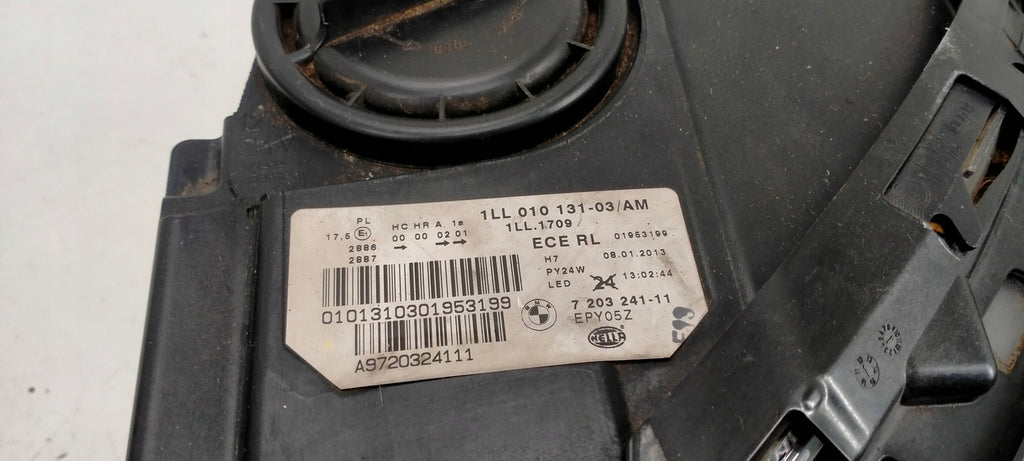 1LL 010 131-03/AM
1LL.1709
PL
17,5 E1
HC HR A 1a
00 00 02 01
2886
2887
ECE RL
01953199
H7
08.01.2013
PY24W
LED
24
13:02:44
0101310301953199
BMW
7 203 241-11
EPY05Z
HELLA
A9720324111